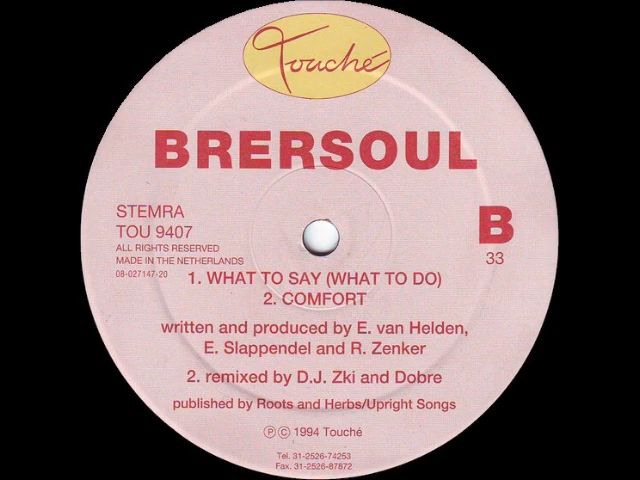 Touché
BRERSOUL
STEMRA
TOU 9407
ALL RIGHTS RESERVED
MADE IN THE NETHERLANDS
08-027147-20
B
33
1. WHAT TO SAY (WHAT TO DO)
2. COMFORT
written and produced by E. van Helden,
E. Slappendel and R. Zenker
2. remixed by D.J. Zki and Dobre
published by Roots and Herbs/Upright Songs
Ⓟ © 1994 Touché
Tel. 31-2526-74253
Fax. 31-2526-87872